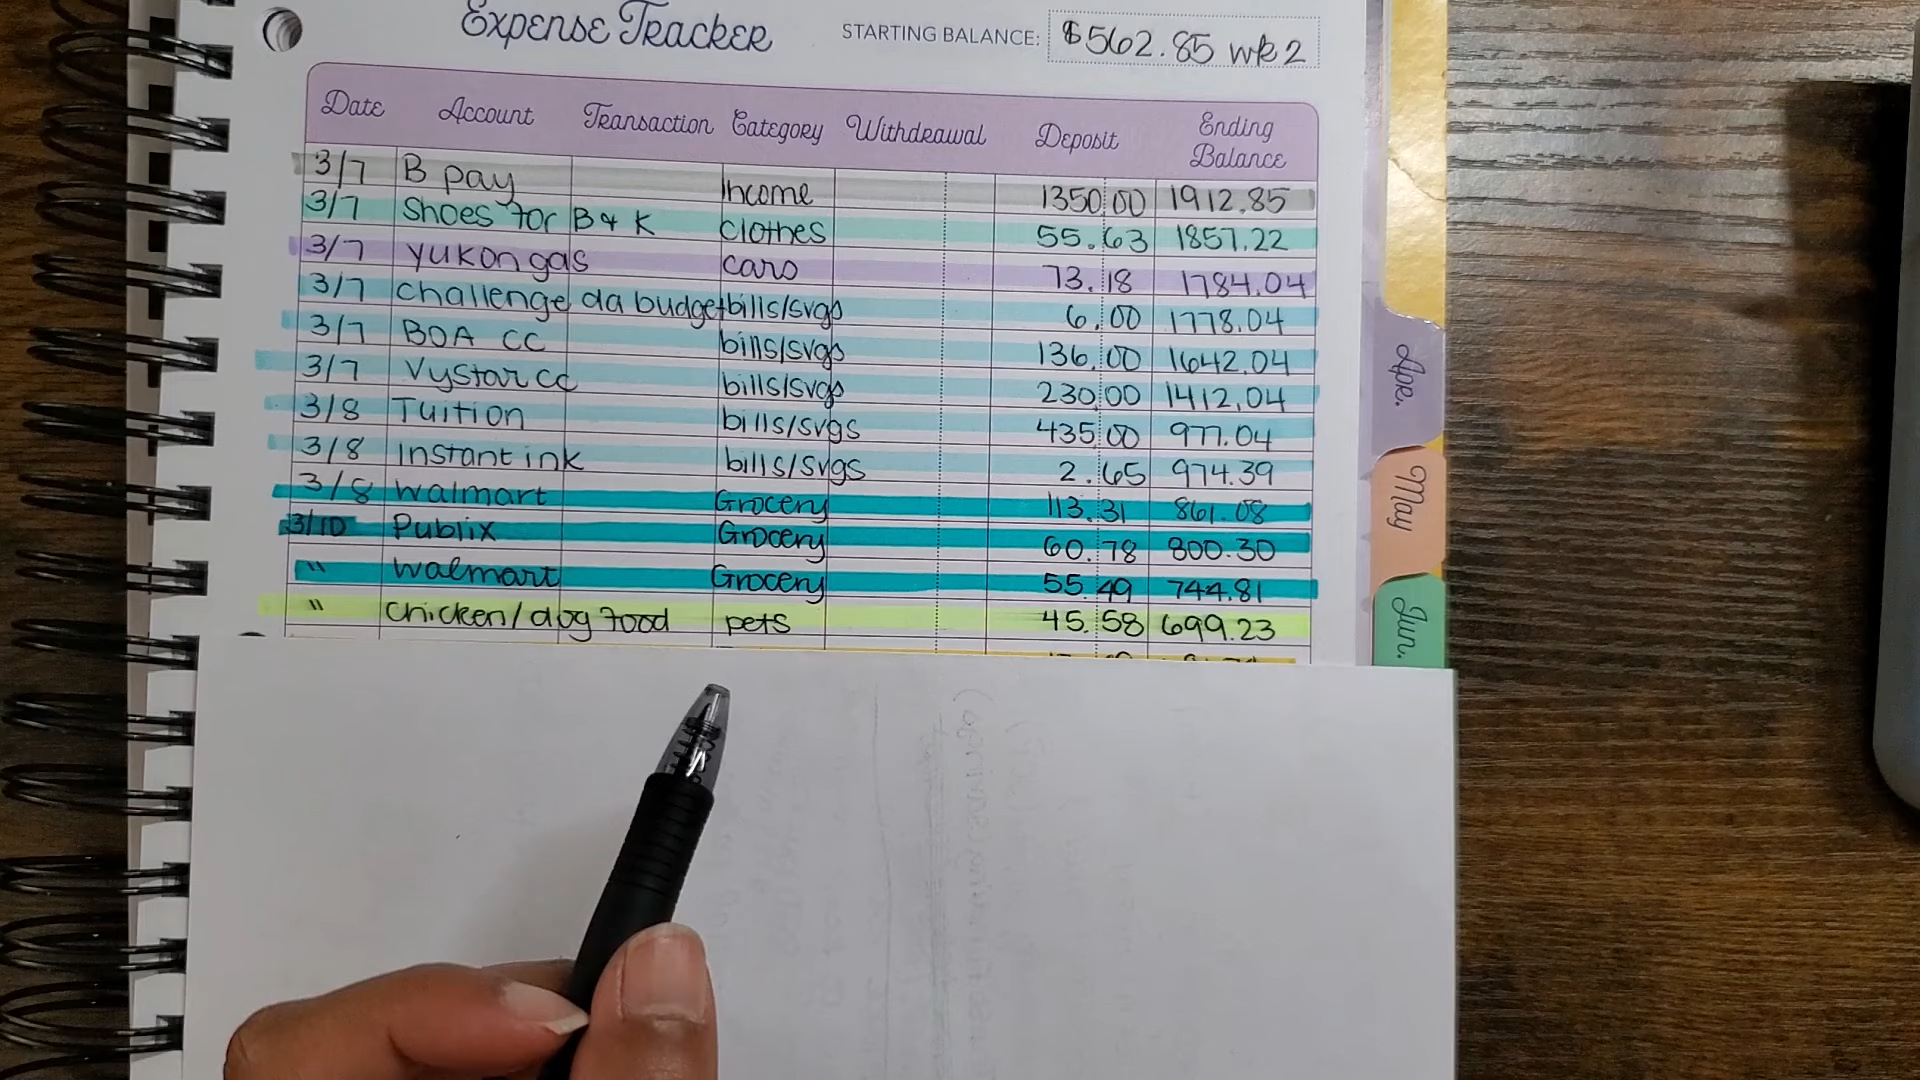 Expense Tracker STARTING BALANCE: $562.85 wk 2
Date Account Transaction Category Withdrawal Deposit Ending Balance
3/7 B pay Income 1350 00 1912.85
3/7 Shoes for B & K clothes 55.63 1857.22
3/7 Yukon gas cars 73.18 1784.04
3/7 challenge da budget bills/svgs 6.00 1778.04
3/7 BOA CC bills/svgs 136.00 1642.04
3/7 Vystar cc bills/svgs 230.00 1412.04
3/8 Tuition bills/svgs 435 00 977.04
3/8 Instant ink bills/svgs 2.65 974.39
3/8 walmart Grocery 113.31 861.08
3/10 Publix Grocery 60.78 800.30
" walmart Grocery 55.49 744.81
" chicken/dog food pets 45.58 699.23
Apr.
May
Jun.